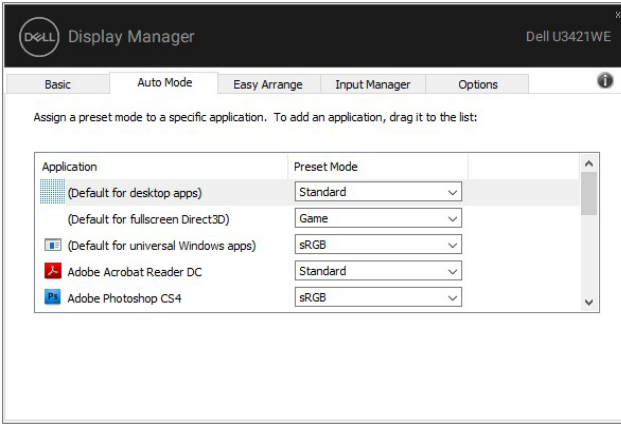 DELL Display Manager
Dell U3421WE
Basic Auto Mode Easy Arrange Input Manager Options
Assign a preset mode to a specific application. To add an application, drag it to the list:
Application Preset Mode
(Default for desktop apps) Standard
(Default for fullscreen Direct3D) Game
(Default for universal Windows apps) sRGB
Adobe Acrobat Reader DC Standard
Ps Adobe Photoshop CS4 sRGB